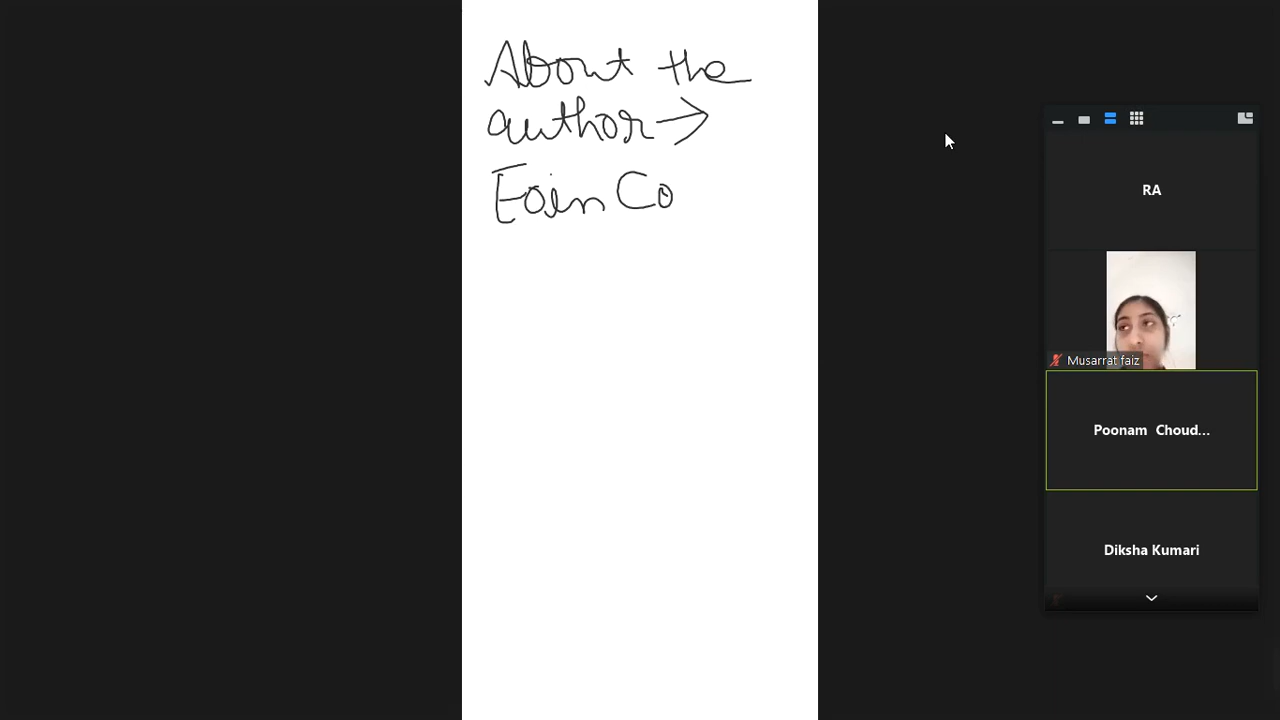 About the
author →
Eoin Co
RA
Musarrat faiz
Poonam Choud...
Diksha Kumari